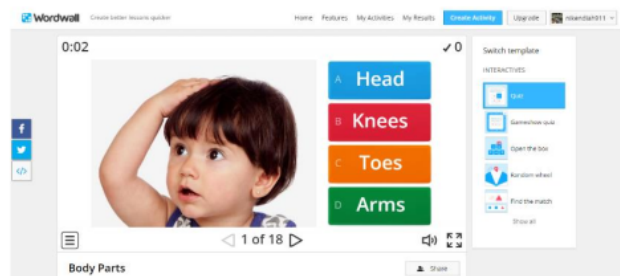 Wordwall Create better lessons quicker Home Features My Activities My Results Create Activity Upgrade
0:02 ✓ 0 Switch template
INTERACTIVES
A Head
B Knees
C Toes
D Arms
Quiz
Gameshow quiz
Open the box
Random wheel
Find the match
Show all
1 of 18
Body Parts Share